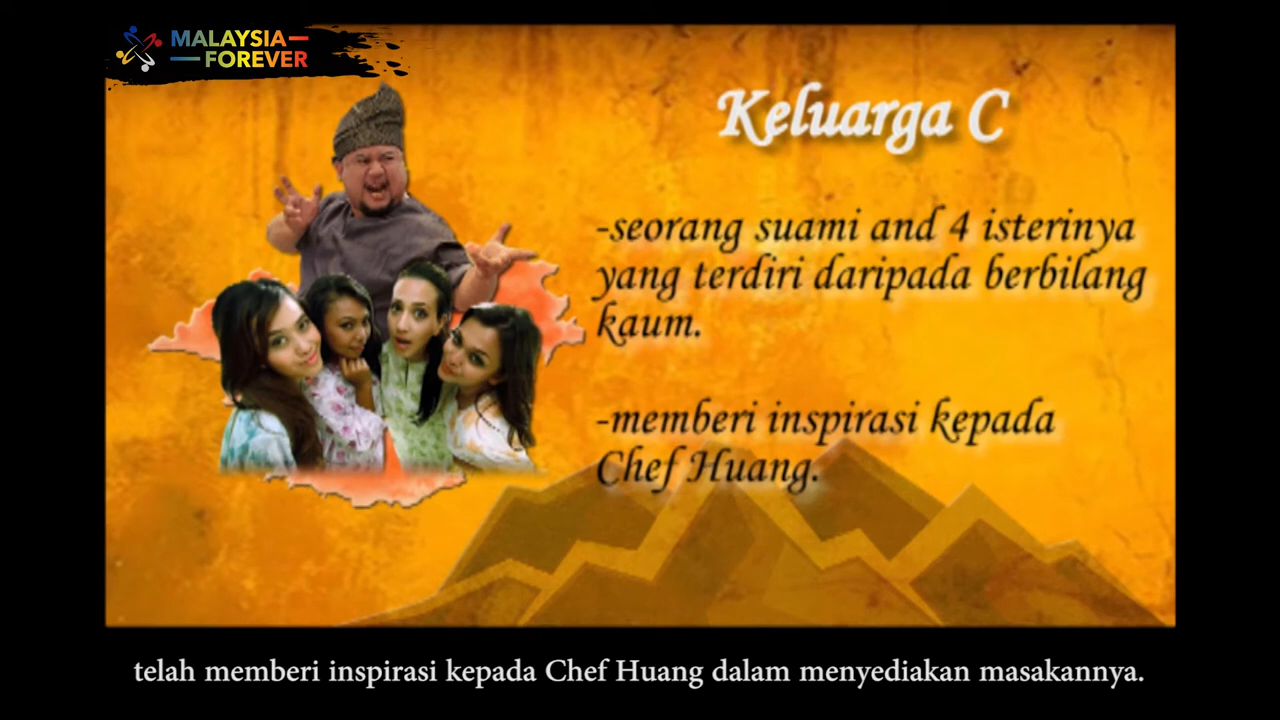 MALAYSIA
FOREVER
Keluarga C
-seorang suami and 4 isterinya
yang terdiri daripada berbilang
kaum.
-memberi inspirasi kepada
Chef Huang.
telah memberi inspirasi kepada Chef Huang dalam menyediakan masakannya.